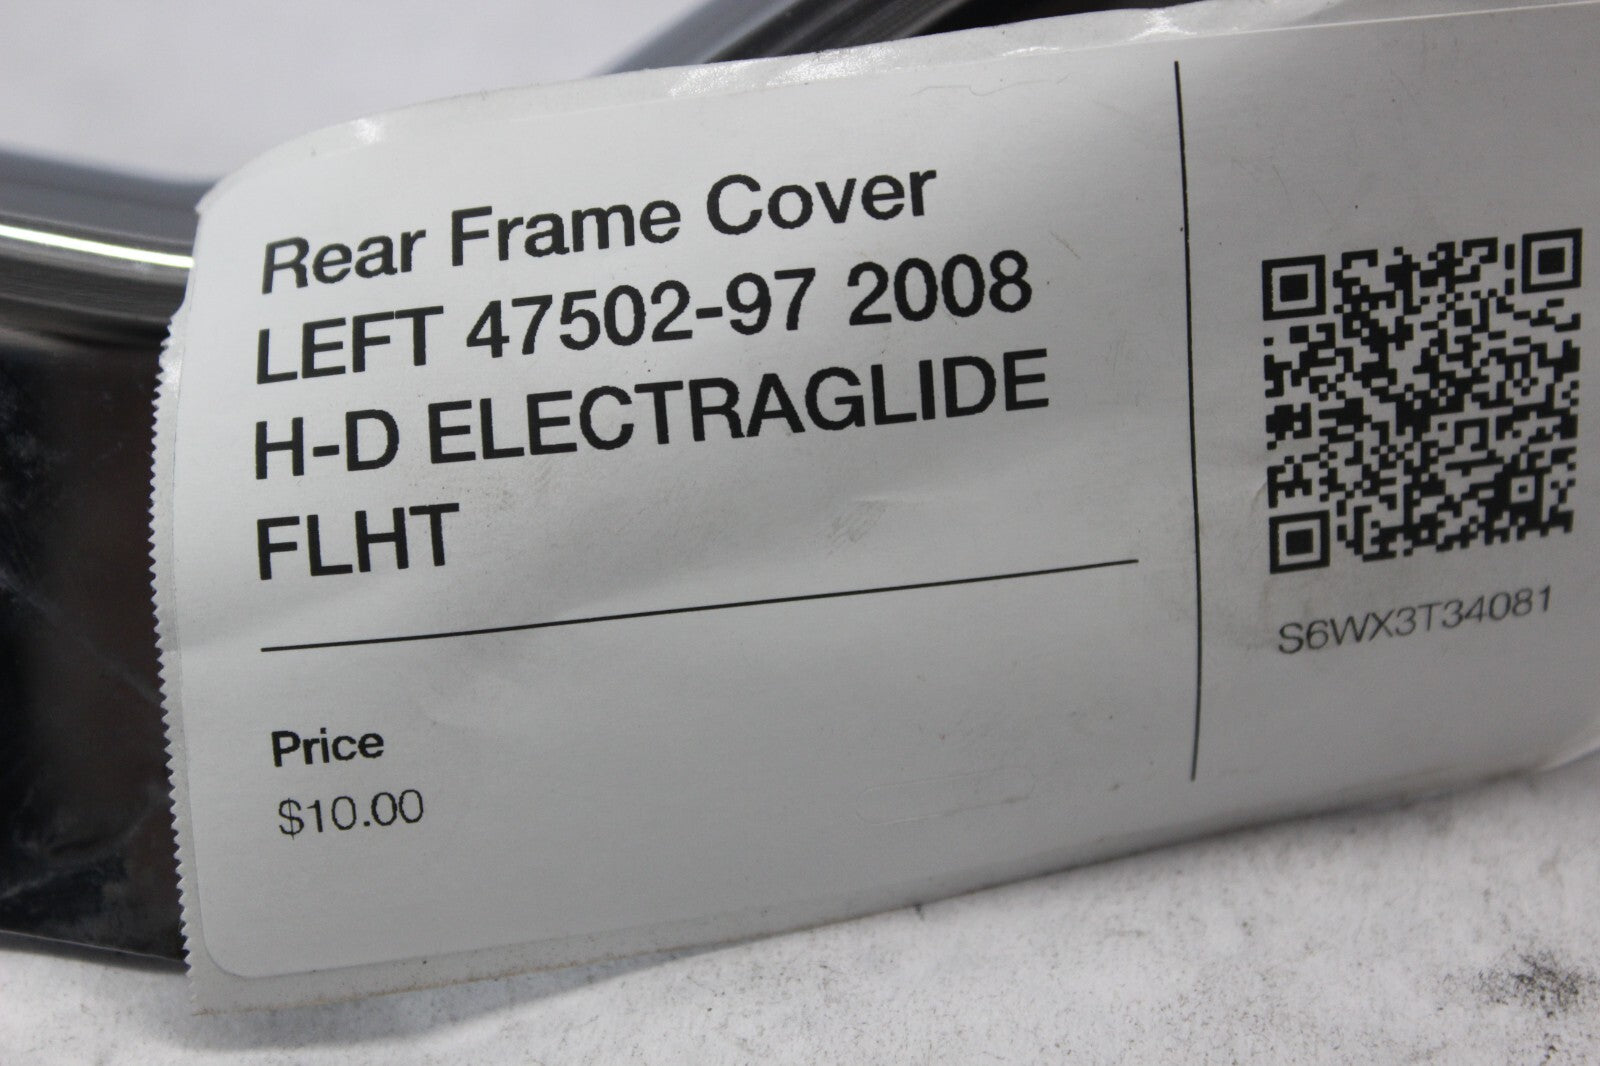 Rear Frame Cover
LEFT 47502-97 2008
H-D ELECTRAGLIDE
FLHT
Price
$10.00
S6WX3T34081